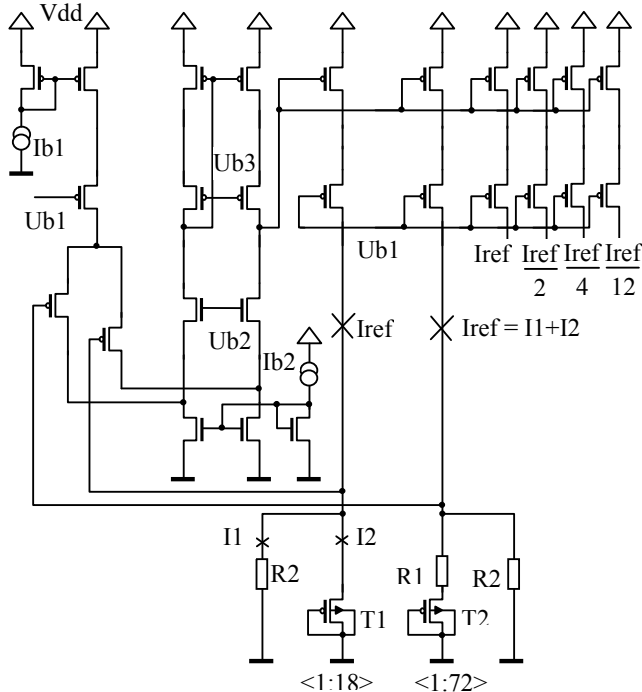 Vdd
Ib1
Ub3
Ub1
Ub1
Iref
Iref
2
Iref
4
Iref
12
Ub2
Iref
Iref = I1+I2
Ib2
I1
I2
R2
R1
R2
T1
T2
<1:18>
<1:72>